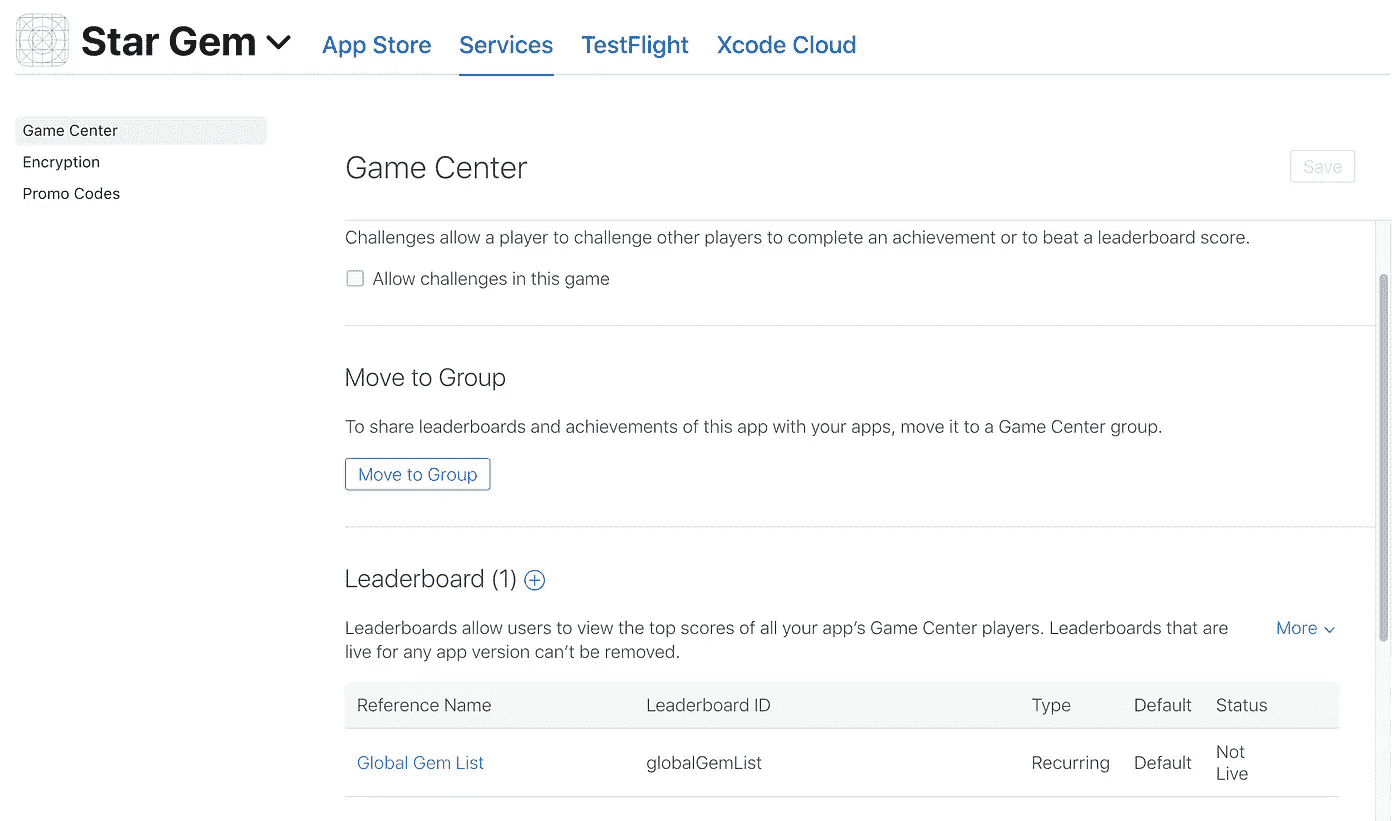 Star Gem
App Store
Services
TestFlight
Xcode Cloud
Game Center
Encryption
Promo Codes
Game Center
Save
Challenges allow a player to challenge other players to complete an achievement or to beat a leaderboard score.
Allow challenges in this game
Move to Group
To share leaderboards and achievements of this app with your apps, move it to a Game Center group.
Move to Group
Leaderboard (1)
Leaderboards allow users to view the top scores of all your app’s Game Center players. Leaderboards that are
live for any app version can’t be removed.
More
Reference Name Leaderboard ID Type Default Status
Global Gem List globalGemList Recurring Default Not
Live